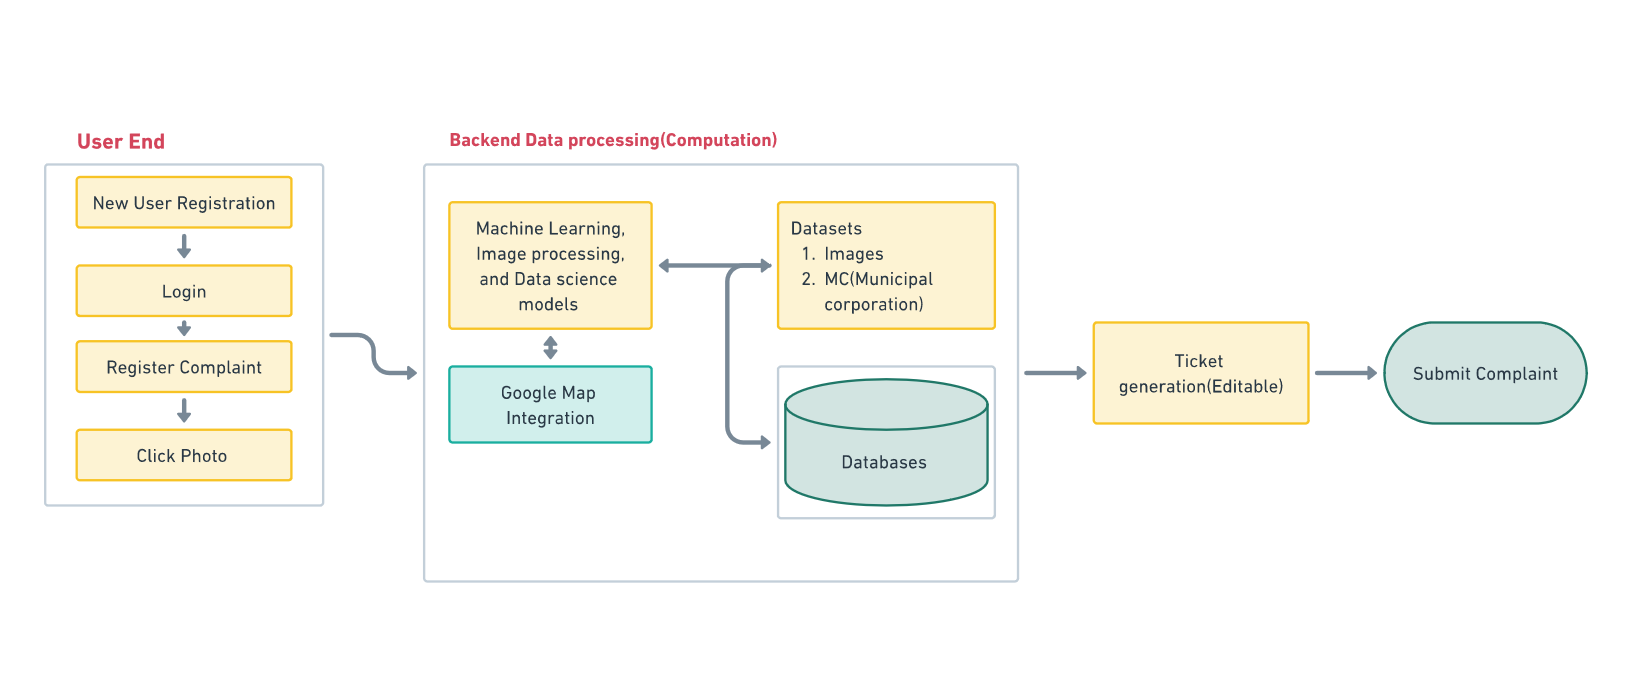 User End
New User Registration
Login
Register Complaint
Click Photo
Backend Data processing(Computation)
Machine Learning,
Image processing,
and Data science
models
Google Map
Integration
Datasets
1. Images
2. MC(Municipal
corporation)
Databases
Ticket
generation(Editable)
Submit Complaint